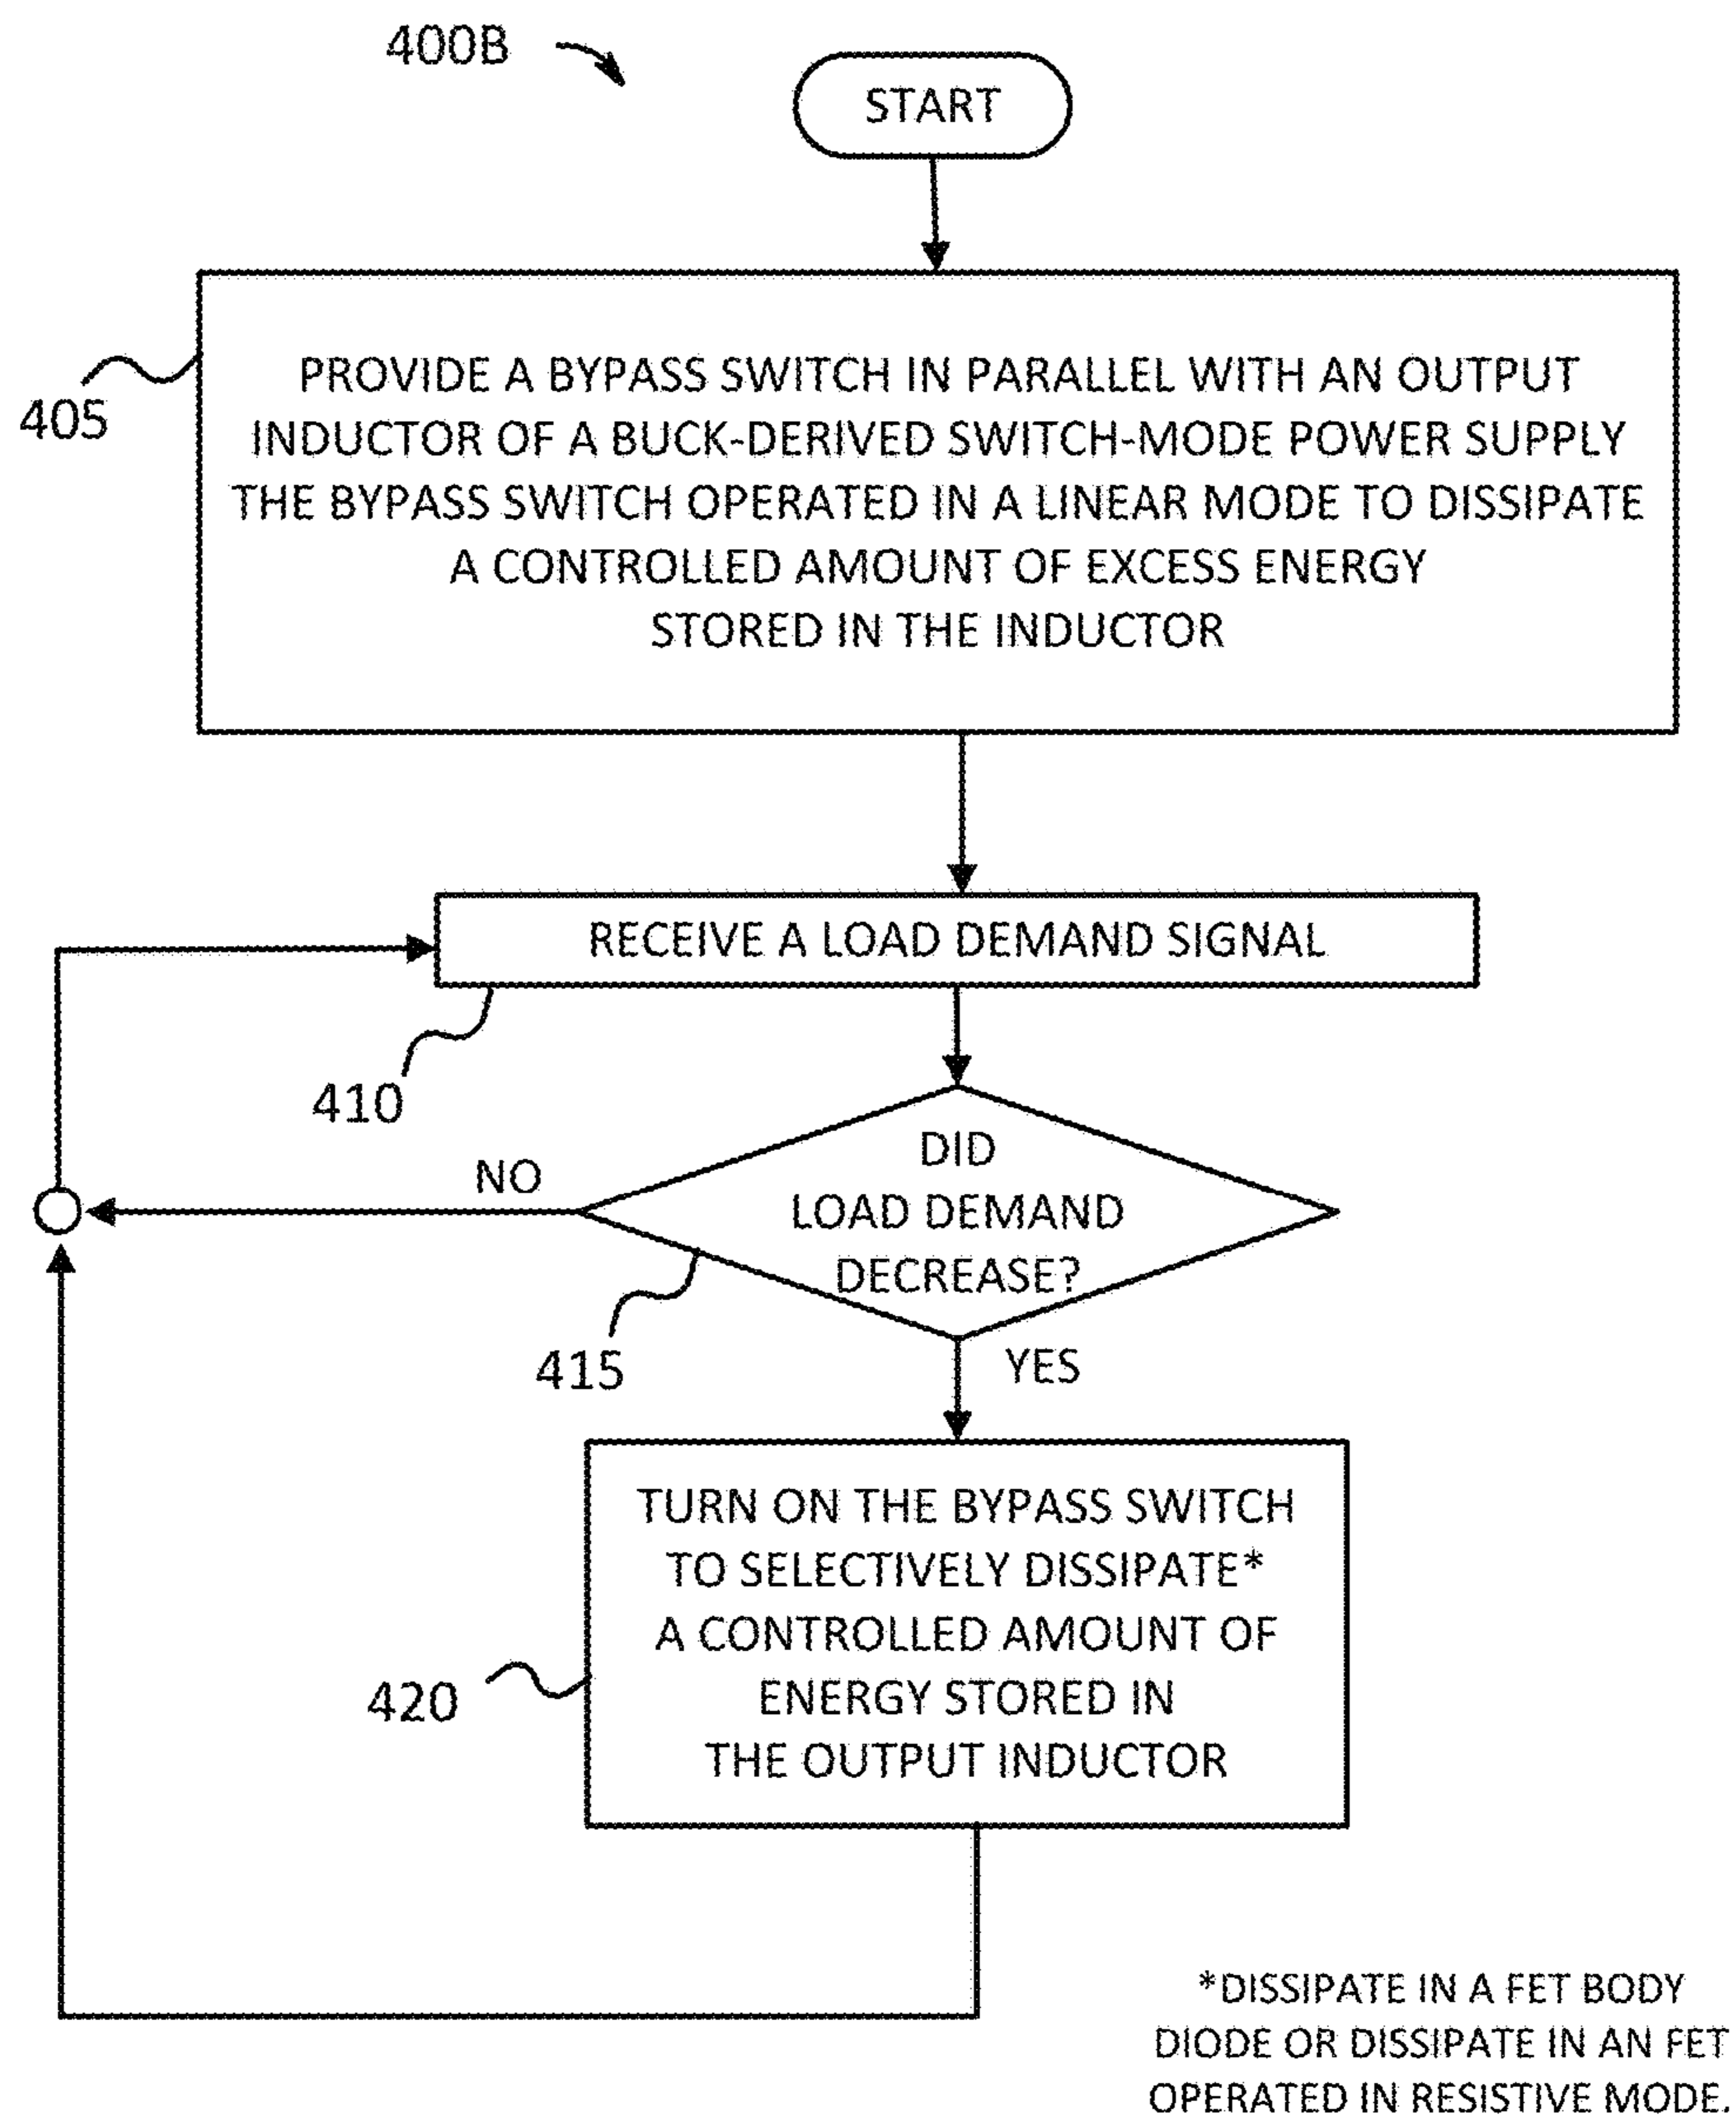 400B
START
405
PROVIDE A BYPASS SWITCH IN PARALLEL WITH AN OUTPUT
INDUCTOR OF A BUCK-DERIVED SWITCH-MODE POWER SUPPLY
THE BYPASS SWITCH OPERATED IN A LINEAR MODE TO DISSIPATE
A CONTROLLED AMOUNT OF EXCESS ENERGY
STORED IN THE INDUCTOR
RECEIVE A LOAD DEMAND SIGNAL
410
DID
LOAD DEMAND
DECREASE?
NO
415
YES
TURN ON THE BYPASS SWITCH
TO SELECTIVELY DISSIPATE*
A CONTROLLED AMOUNT OF
ENERGY STORED IN
THE OUTPUT INDUCTOR
420
*DISSIPATE IN A FET BODY
DIODE OR DISSIPATE IN AN FET
OPERATED IN RESISTIVE MODE.